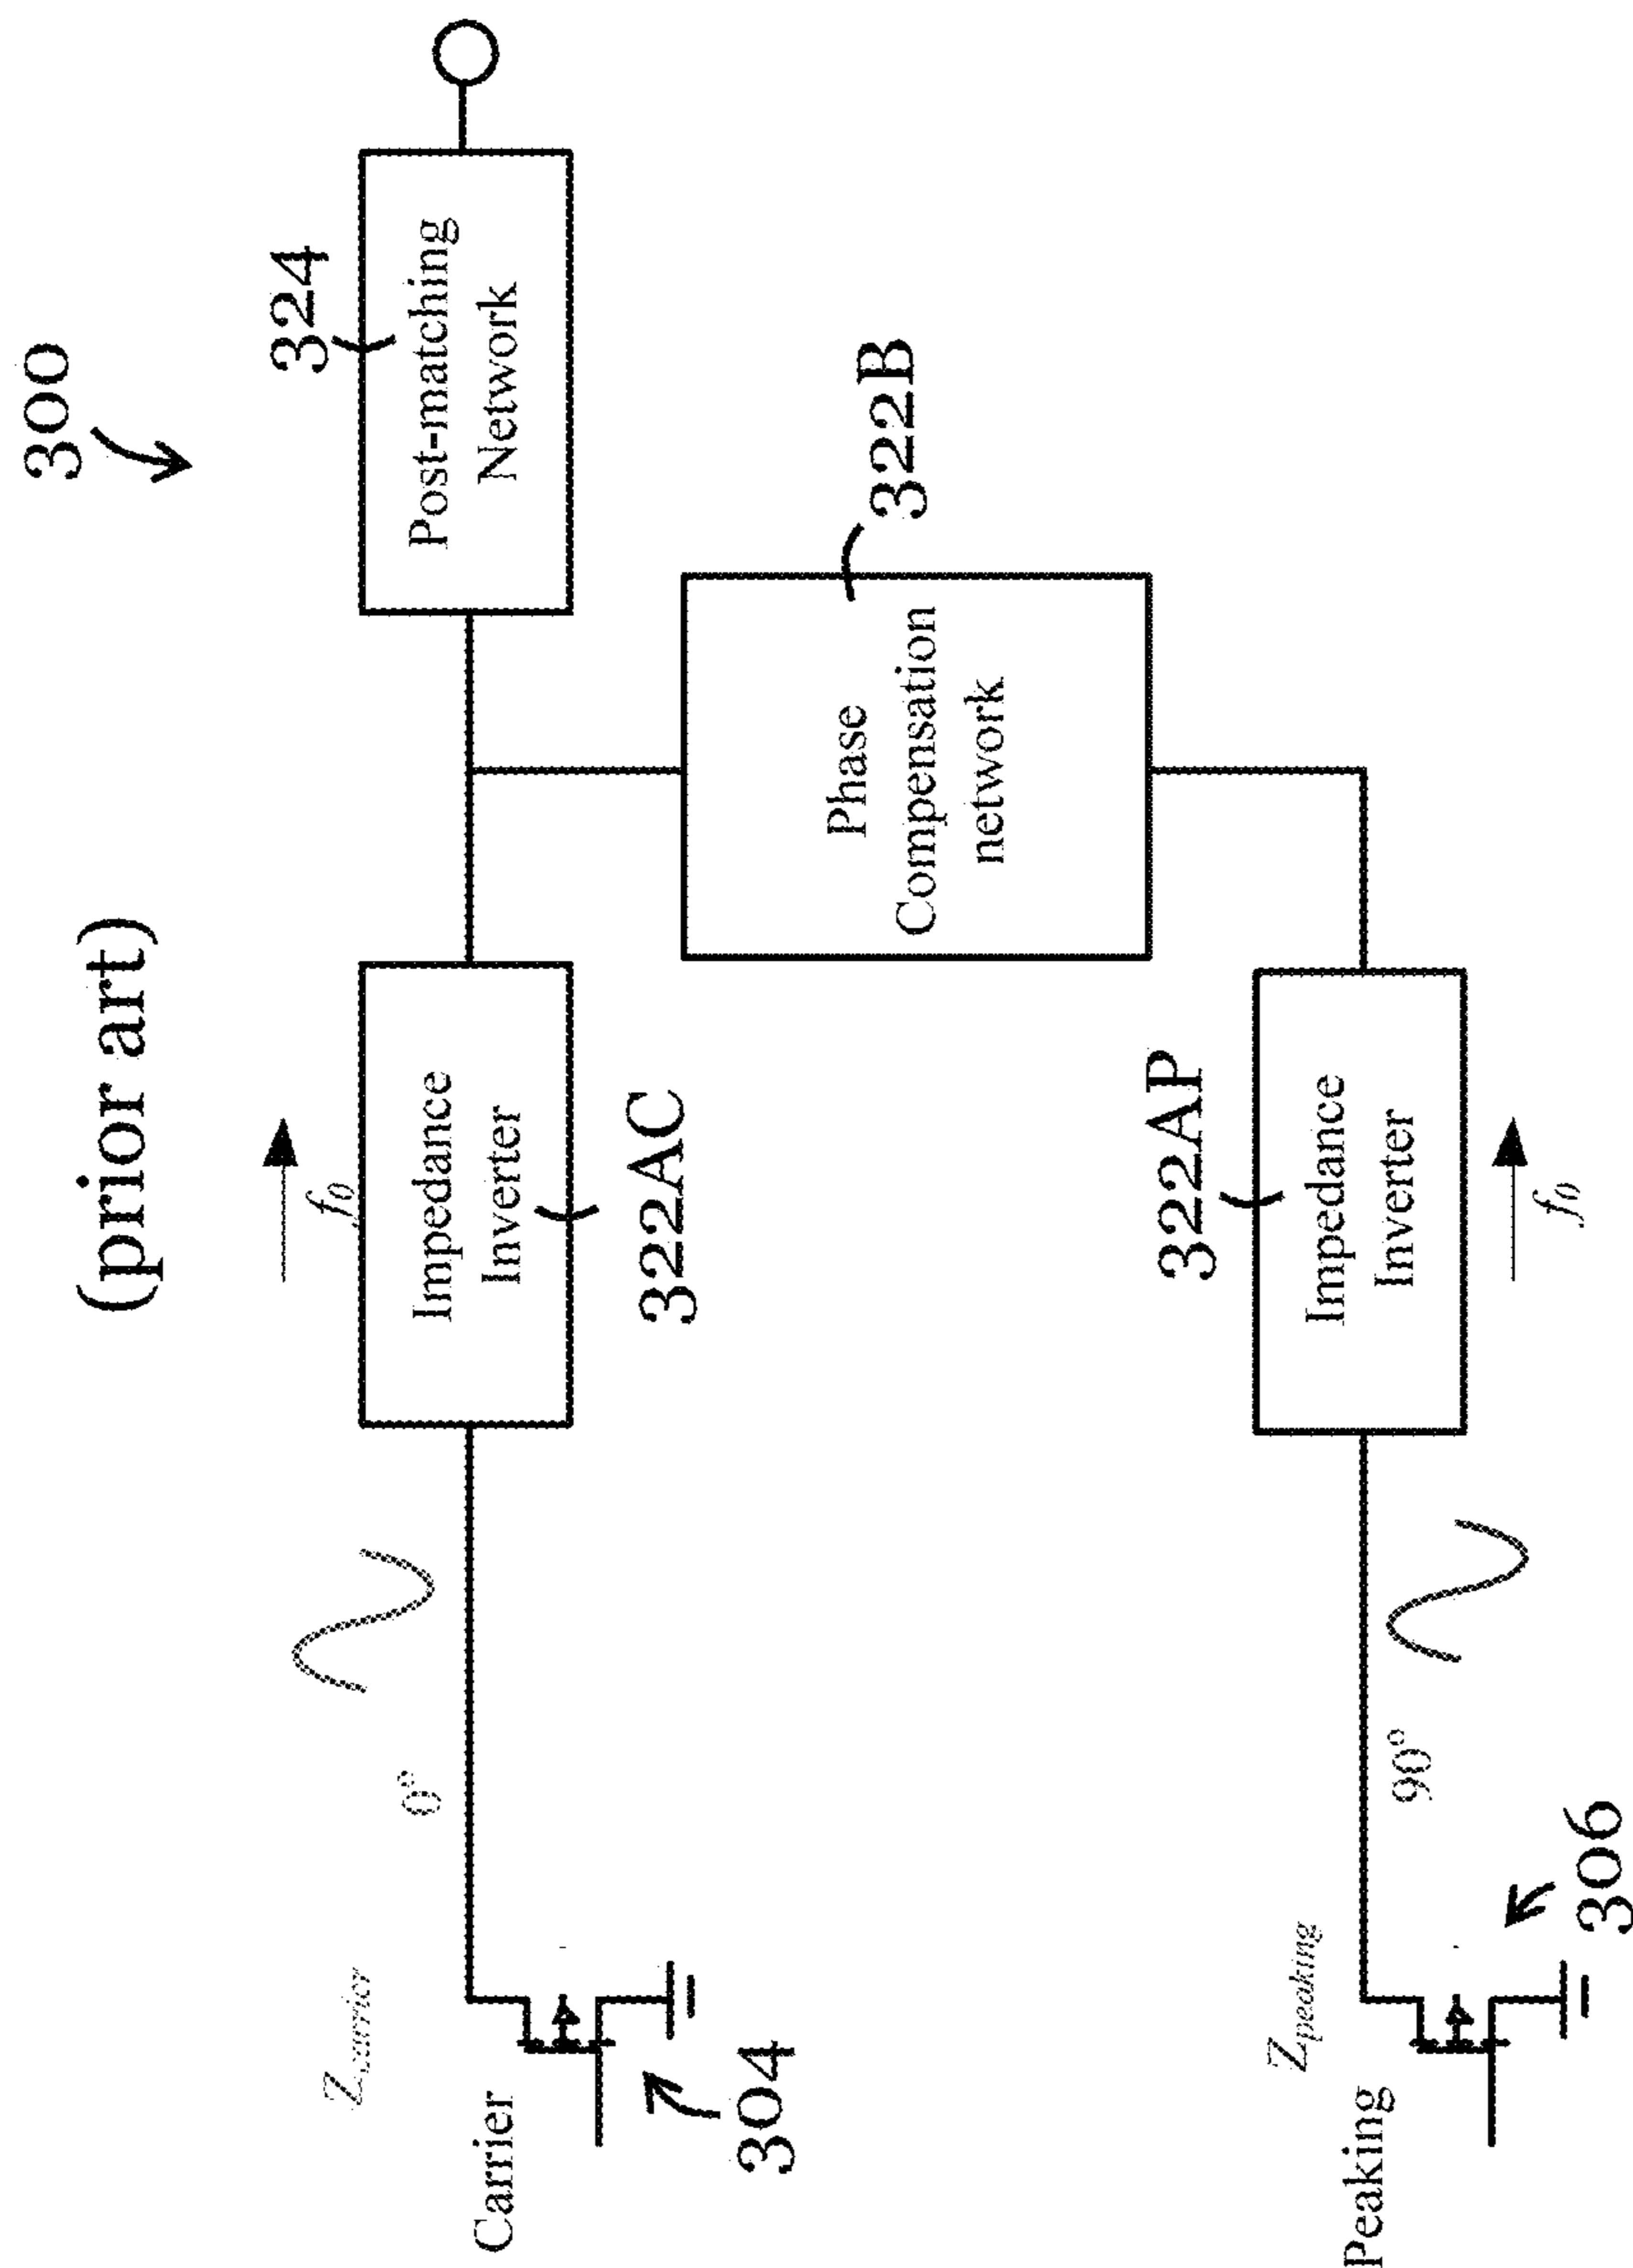 (prior art)
300
324
Post-matching
Network
f0
Impedance
Inverter
322AC
Zcarrier
0°
Carrier
304
Phase
Compensation
network
322B
322AP
Impedance
Inverter
f0
Zpeaking
90°
Peaking
306